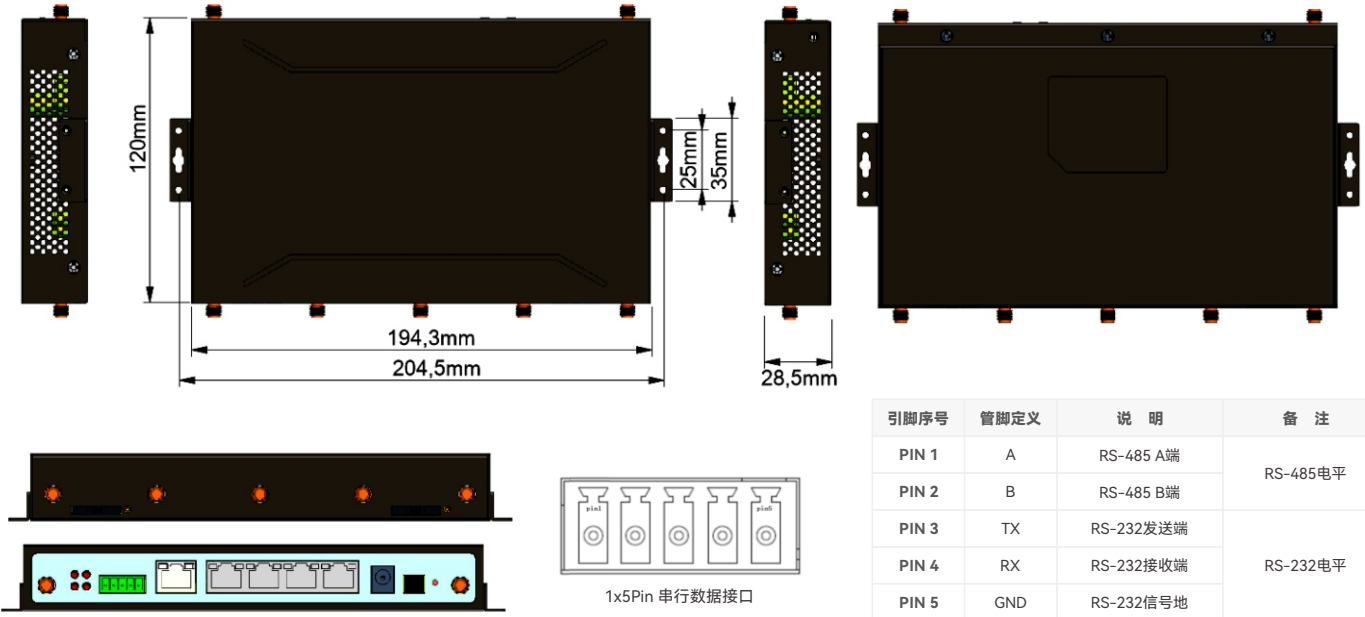 120mm
25mm
35mm
194,3mm
204,5mm
28,5mm
引脚序号 管脚定义 说 明 备 注
PIN 1 A RS-485 A端 RS-485电平
PIN 2 B RS-485 B端
PIN 3 TX RS-232发送端 RS-232电平
PIN 4 RX RS-232接收端
PIN 5 GND RS-232信号地
pin1 pin5
1x5Pin 串行数据接口